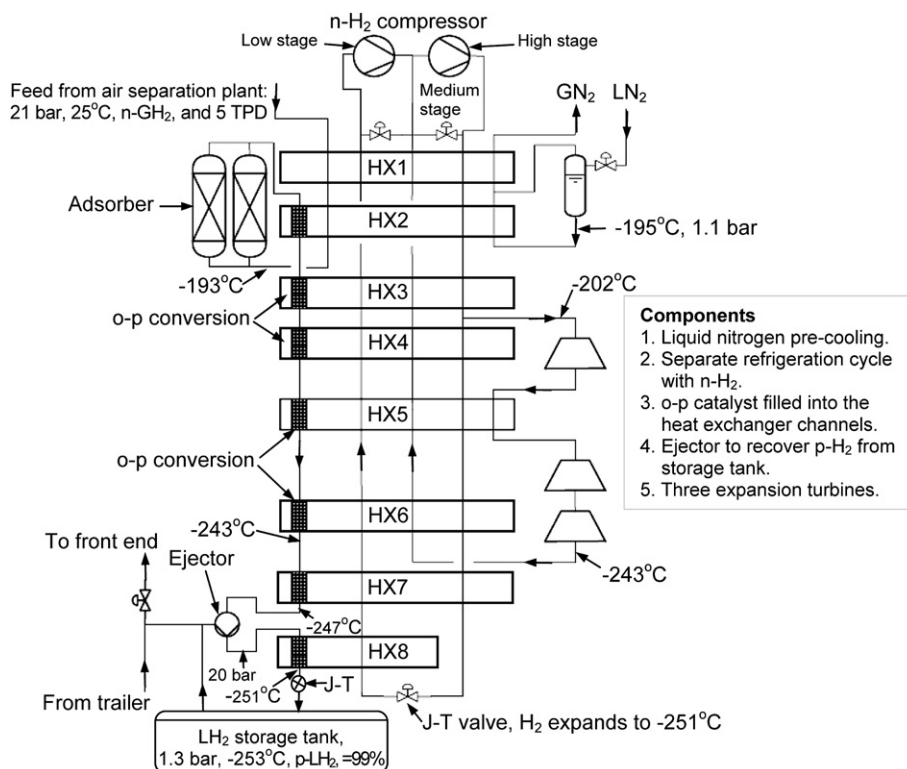 n-H₂ compressor
Low stage
High stage
Medium
stage
Feed from air separation plant:
21 bar, 25°C, n-GH₂, and 5 TPD
GN₂
LN₂
HX1
Adsorber
HX2
-195°C, 1.1 bar
-193°C
HX3
-202°C
o-p conversion
HX4
Components
1. Liquid nitrogen pre-cooling.
2. Separate refrigeration cycle
with n-H₂.
3. o-p catalyst filled into the
heat exchanger channels.
4. Ejector to recover p-H₂ from
storage tank.
5. Three expansion turbines.
HX5
o-p conversion
HX6
-243°C
To front end
Ejector
-243°C
HX7
-247°C
HX8
20 bar
-251°C
J-T
From trailer
J-T valve, H₂ expands to -251°C
LH₂ storage tank,
1.3 bar, -253°C, p-LH₂, =99%